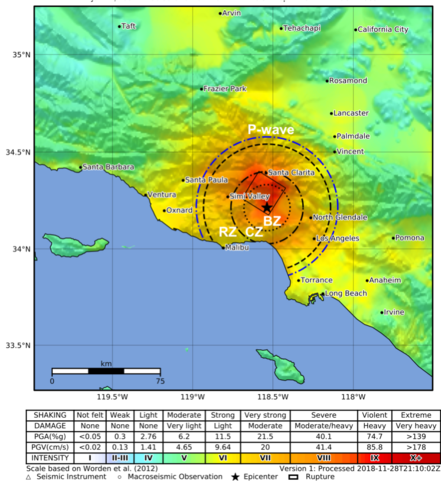 Arvin
Taft
Tehachapi
California City
35°N
Rosamond
Frazier Park
Lancaster
P-wave
Palmdale
34.5°N
Vincent
Santa Barbara
Santa Clarita
Santa Paula
Ventura
Simi Valley
Oxnard
BZ
North Glendale
RZ CZ
Los Angeles
Pomona
34°N
Malibu
Torrance
Anaheim
Long Beach
Irvine
33.5°N
km
0 75
119.5°W 119°W 118.5°W 118°W
SHAKING Not felt Weak Light Moderate Strong Very strong Severe Violent Extreme
DAMAGE None None None Very light Light Moderate Moderate/heavy Heavy Very heavy
PGA(%g) <0.05 0.3 2.76 6.2 11.5 21.5 40.1 74.7 >139
PGV(cm/s) <0.02 0.13 1.41 4.65 9.64 20 41.4 85.8 >178
INTENSITY I II-III IV V VI VII VIII IX X+
Scale based on Worden et al. (2012) Version 1: Processed 2018-11-28T21:10:02Z
△ Seismic Instrument ○ Macroseismic Observation ★ Epicenter Rupture